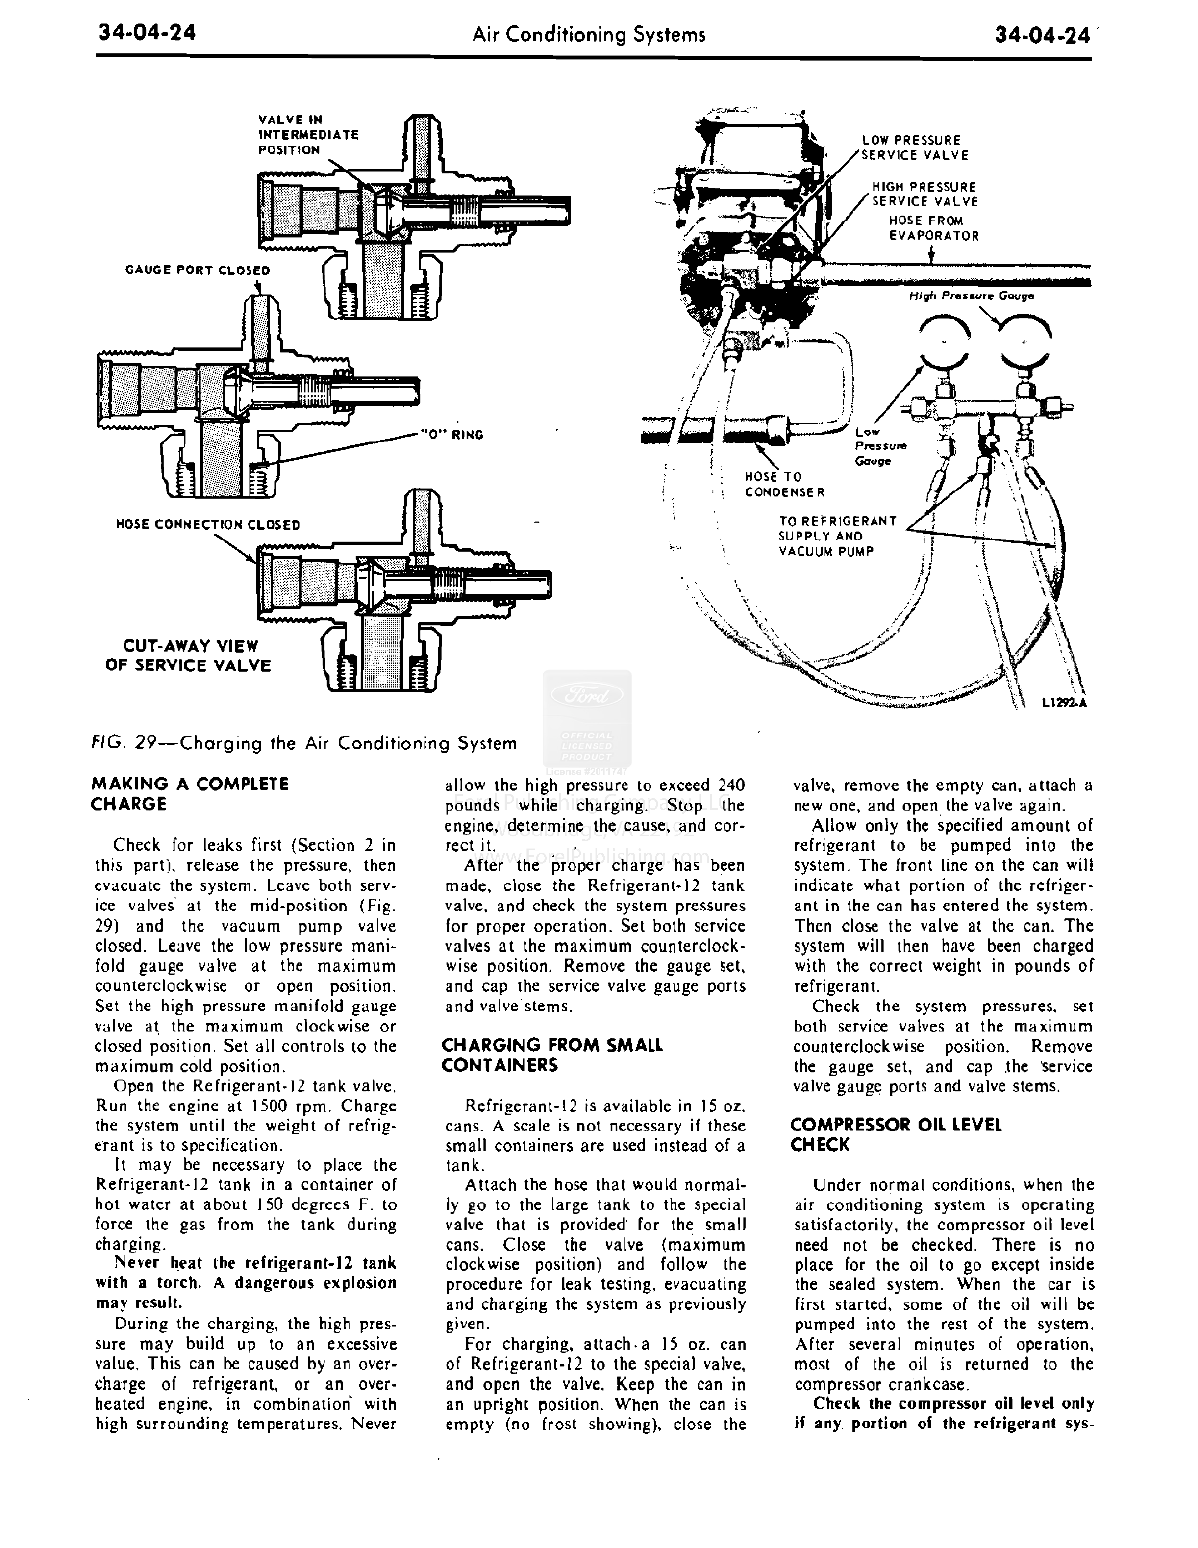 34-04-24
Air Conditioning Systems
34-04-24
VALVE IN
INTERMEDIATE
POSITION
GAUGE PORT CLOSED
"O" RING
HOSE CONNECTION CLOSED
CUT-AWAY VIEW
OF SERVICE VALVE
LOW PRESSURE
SERVICE VALVE
HIGH PRESSURE
SERVICE VALVE
HOSE FROM
EVAPORATOR
High Pressure Gauge
Low
Pressure
Gauge
HOSE TO
CONDENSER
TO REFRIGERANT
SUPPLY AND
VACUUM PUMP
L1292-A
Ford
OFFICIAL
LICENSED
PRODUCT
FIG. 29—Charging the Air Conditioning System
MAKING A COMPLETE
CHARGE
Check for leaks first (Section 2 in
this part), release the pressure, then
evacuate the system. Leave both serv-
ice valves at the mid-position (Fig.
29) and the vacuum pump valve
closed. Leave the low pressure mani-
fold gauge valve at the maximum
counterclockwise or open position.
Set the high pressure manifold gauge
valve at the maximum clockwise or
closed position. Set all controls to the
maximum cold position.
Open the Refrigerant-12 tank valve.
Run the engine at 1500 rpm. Charge
the system until the weight of refrig-
erant is to specification.
It may be necessary to place the
Refrigerant-12 tank in a container of
hot water at about 150 degrees F. to
force the gas from the tank during
charging.
Never heat the refrigerant-12 tank
with a torch. A dangerous explosion
may result.
During the charging, the high pres-
sure may build up to an excessive
value. This can be caused by an over-
charge of refrigerant, or an over-
heated engine, in combination with
high surrounding temperatures. Never
allow the high pressure to exceed 240
pounds while charging. Stop the
engine, determine the cause, and cor-
rect it.
After the proper charge has been
made, close the Refrigerant-12 tank
valve, and check the system pressures
for proper operation. Set both service
valves at the maximum counterclock-
wise position. Remove the gauge set,
and cap the service valve gauge ports
and valve stems.
CHARGING FROM SMALL
CONTAINERS
Refrigerant-12 is available in 15 oz.
cans. A scale is not necessary if these
small containers are used instead of a
tank.
Attach the hose that would normal-
ly go to the large tank to the special
valve that is provided for the small
cans. Close the valve (maximum
clockwise position) and follow the
procedure for leak testing, evacuating
and charging the system as previously
given.
For charging, attach a 15 oz. can
of Refrigerant-12 to the special valve,
and open the valve. Keep the can in
an upright position. When the can is
empty (no frost showing), close the
valve, remove the empty can, attach a
new one, and open the valve again.
Allow only the specified amount of
refrigerant to be pumped into the
system. The front line on the can will
indicate what portion of the refriger-
ant in the can has entered the system.
Then close the valve at the can. The
system will then have been charged
with the correct weight in pounds of
refrigerant.
Check the system pressures, set
both service valves at the maximum
counterclockwise position. Remove
the gauge set, and cap the service
valve gauge ports and valve stems.
COMPRESSOR OIL LEVEL
CHECK
Under normal conditions, when the
air conditioning system is operating
satisfactorily, the compressor oil level
need not be checked. There is no
place for the oil to go except inside
the sealed system. When the car is
first started, some of the oil will be
pumped into the rest of the system.
After several minutes of operation,
most of the oil is returned to the
compressor crankcase.
Check the compressor oil level only
if any portion of the refrigerant sys-